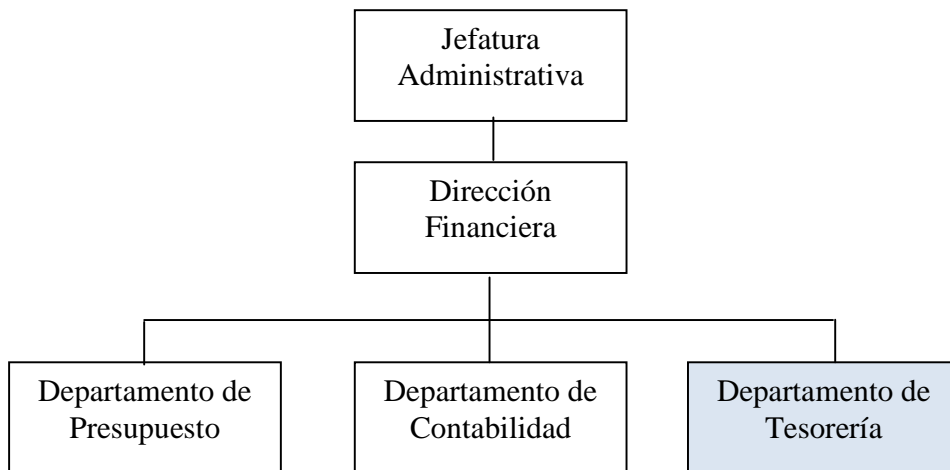 Jefatura
Administrativa
Dirección
Financiera
Departamento de
Presupuesto
Departamento de
Contabilidad
Departamento de
Tesorería